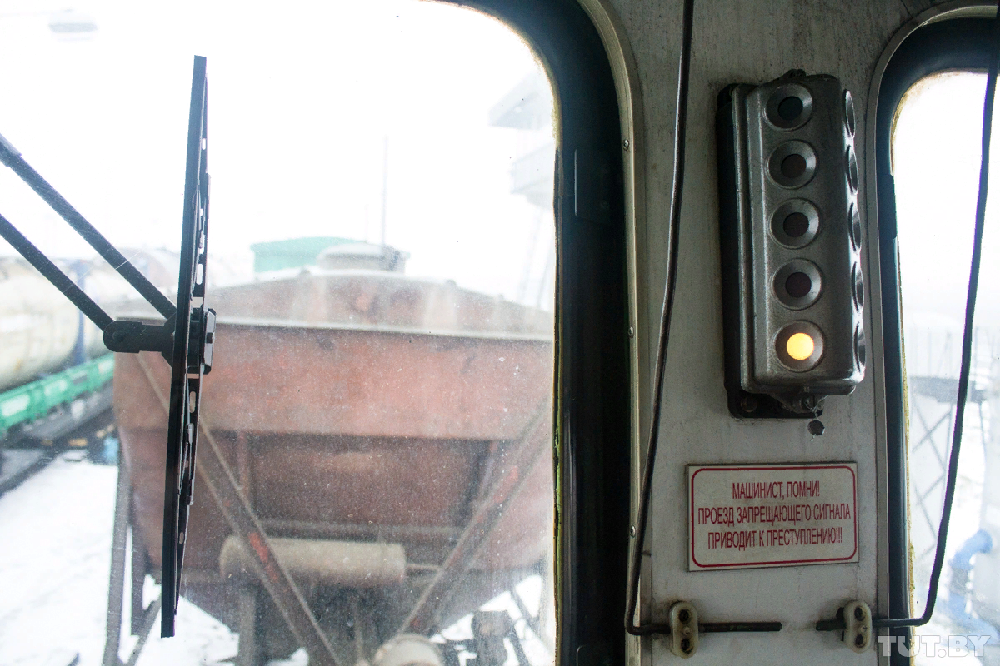 МАШИНИСТ, ПОМНИ!
ПРОЕЗД ЗАПРЕЩАЮЩЕГО СИГНАЛА
ПРИВОДИТ К ПРЕСТУПЛЕНИЮ!!!
TUT.BY